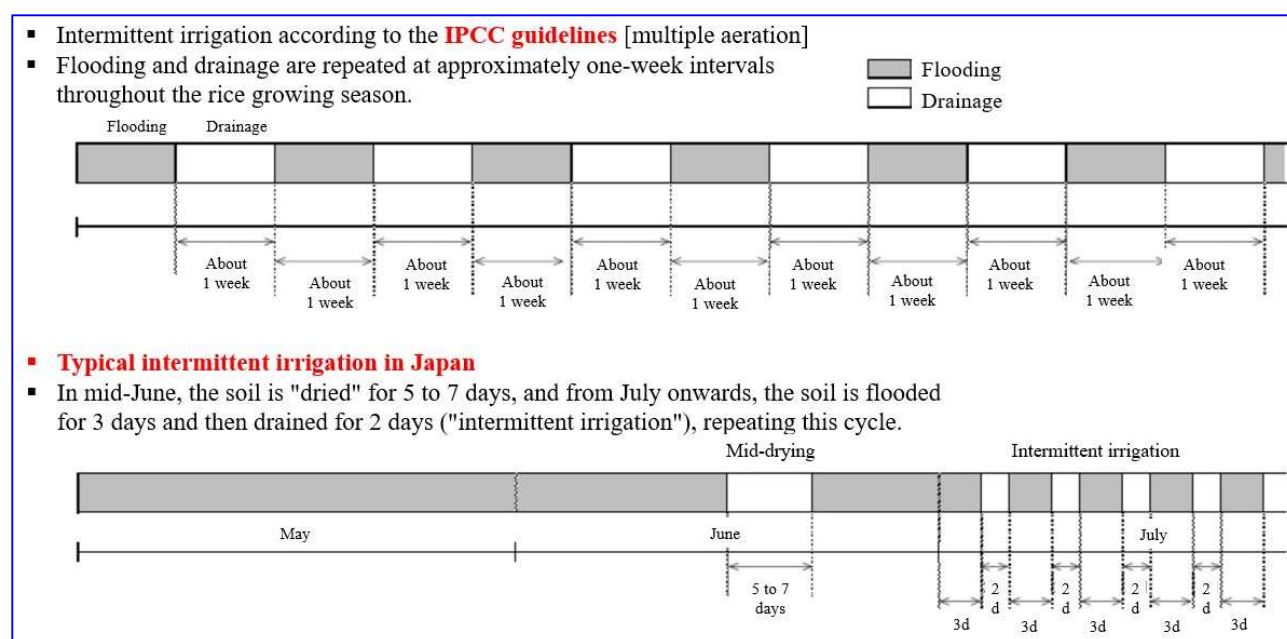 ▪ Intermittent irrigation according to the IPCC guidelines [multiple aeration]
▪ Flooding and drainage are repeated at approximately one-week intervals
throughout the rice growing season.
Flooding
Drainage
Flooding Drainage
About
1 week
About
1 week
About
1 week
About
1 week
About
1 week
About
1 week
About
1 week
About
1 week
About
1 week
About
1 week
About
1 week
▪ Typical intermittent irrigation in Japan
▪ In mid-June, the soil is "dried" for 5 to 7 days, and from July onwards, the soil is flooded
for 3 days and then drained for 2 days ("intermittent irrigation"), repeating this cycle.
Mid-drying Intermittent irrigation
May June July
5 to 7
days
2
d
2
d
2
d
2
d
3d 3d 3d 3d 3d